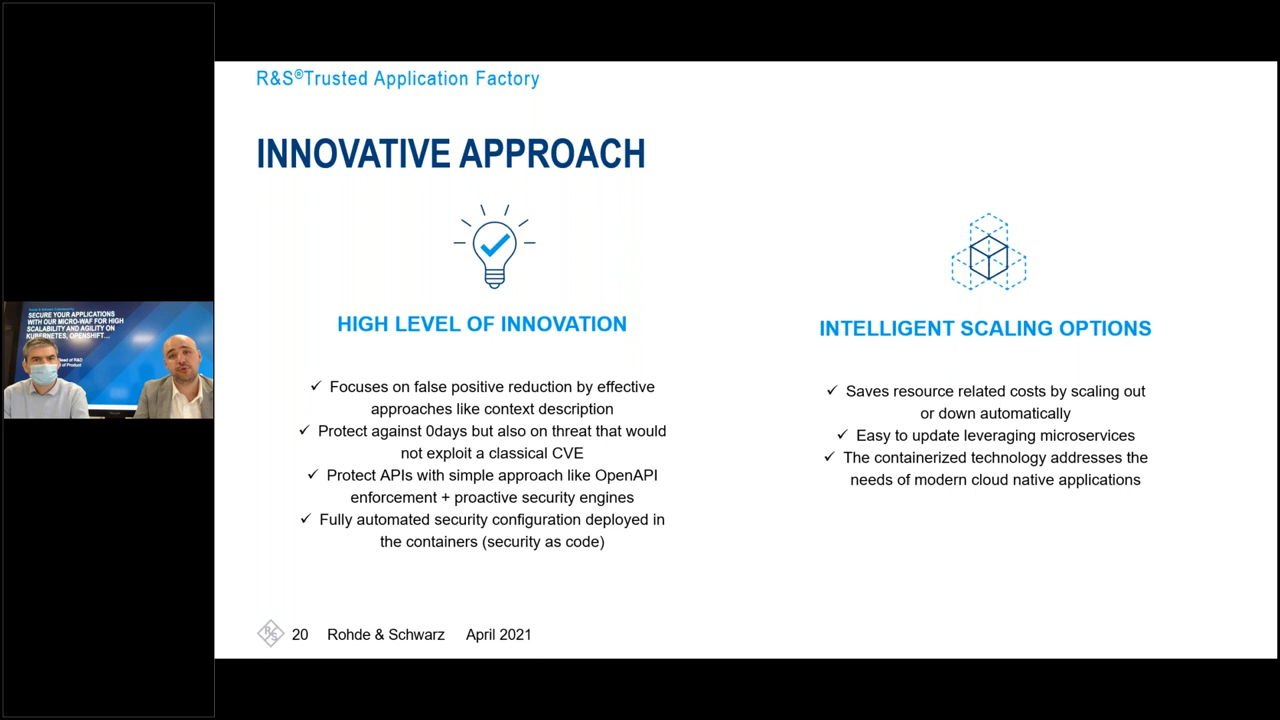 R&S®Trusted Application Factory
INNOVATIVE APPROACH
HIGH LEVEL OF INNOVATION
✓ Focuses on false positive reduction by effective
approaches like context description
✓ Protect against 0days but also on threat that would
not exploit a classical CVE
✓ Protect APIs with simple approach like OpenAPI
enforcement + proactive security engines
✓ Fully automated security configuration deployed in
the containers (security as code)
INTELLIGENT SCALING OPTIONS
✓ Saves resource related costs by scaling out
or down automatically
✓ Easy to update leveraging microservices
✓ The containerized technology addresses the
needs of modern cloud native applications
20 Rohde & Schwarz April 2021
SECURE YOUR APPLICATIONS
WITH OUR MICRO-WAF FOR HIGH
SCALABILITY AND AGILITY ON
KUBERNETES, OPENSHIFT…
Head of R&D
of Product